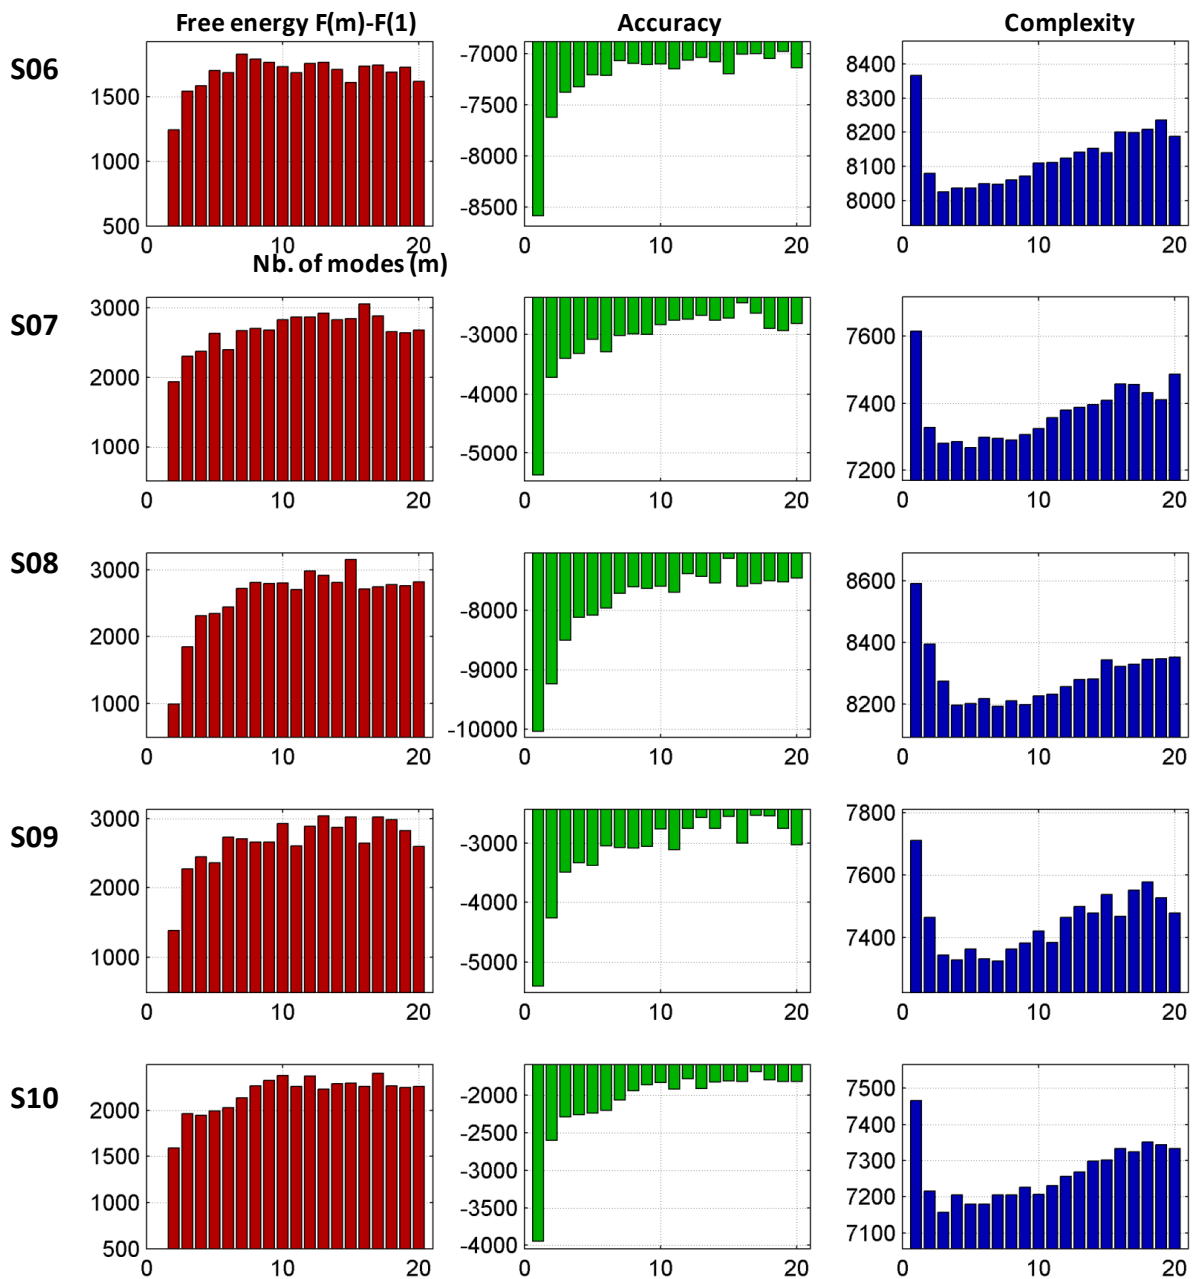 Free energy F(m)-F(1) Accuracy Complexity
S06
1500
1000
500
0 10 20
Nb. of modes (m)
-7000
-7500
-8000
-8500
0 10 20
8400
8300
8200
8100
8000
0 10 20
S07
3000
2000
1000
0 10 20
-3000
-4000
-5000
0 10 20
7600
7400
7200
0 10 20
S08
3000
2000
1000
0 10 20
-8000
-9000
-10000
0 10 20
8600
8400
8200
0 10 20
S09
3000
2000
1000
0 10 20
-3000
-4000
-5000
0 10 20
7800
7600
7400
0 10 20
S10
2000
1500
1000
500
0 10 20
-2000
-2500
-3000
-3500
-4000
0 10 20
7500
7400
7300
7200
7100
0 10 20